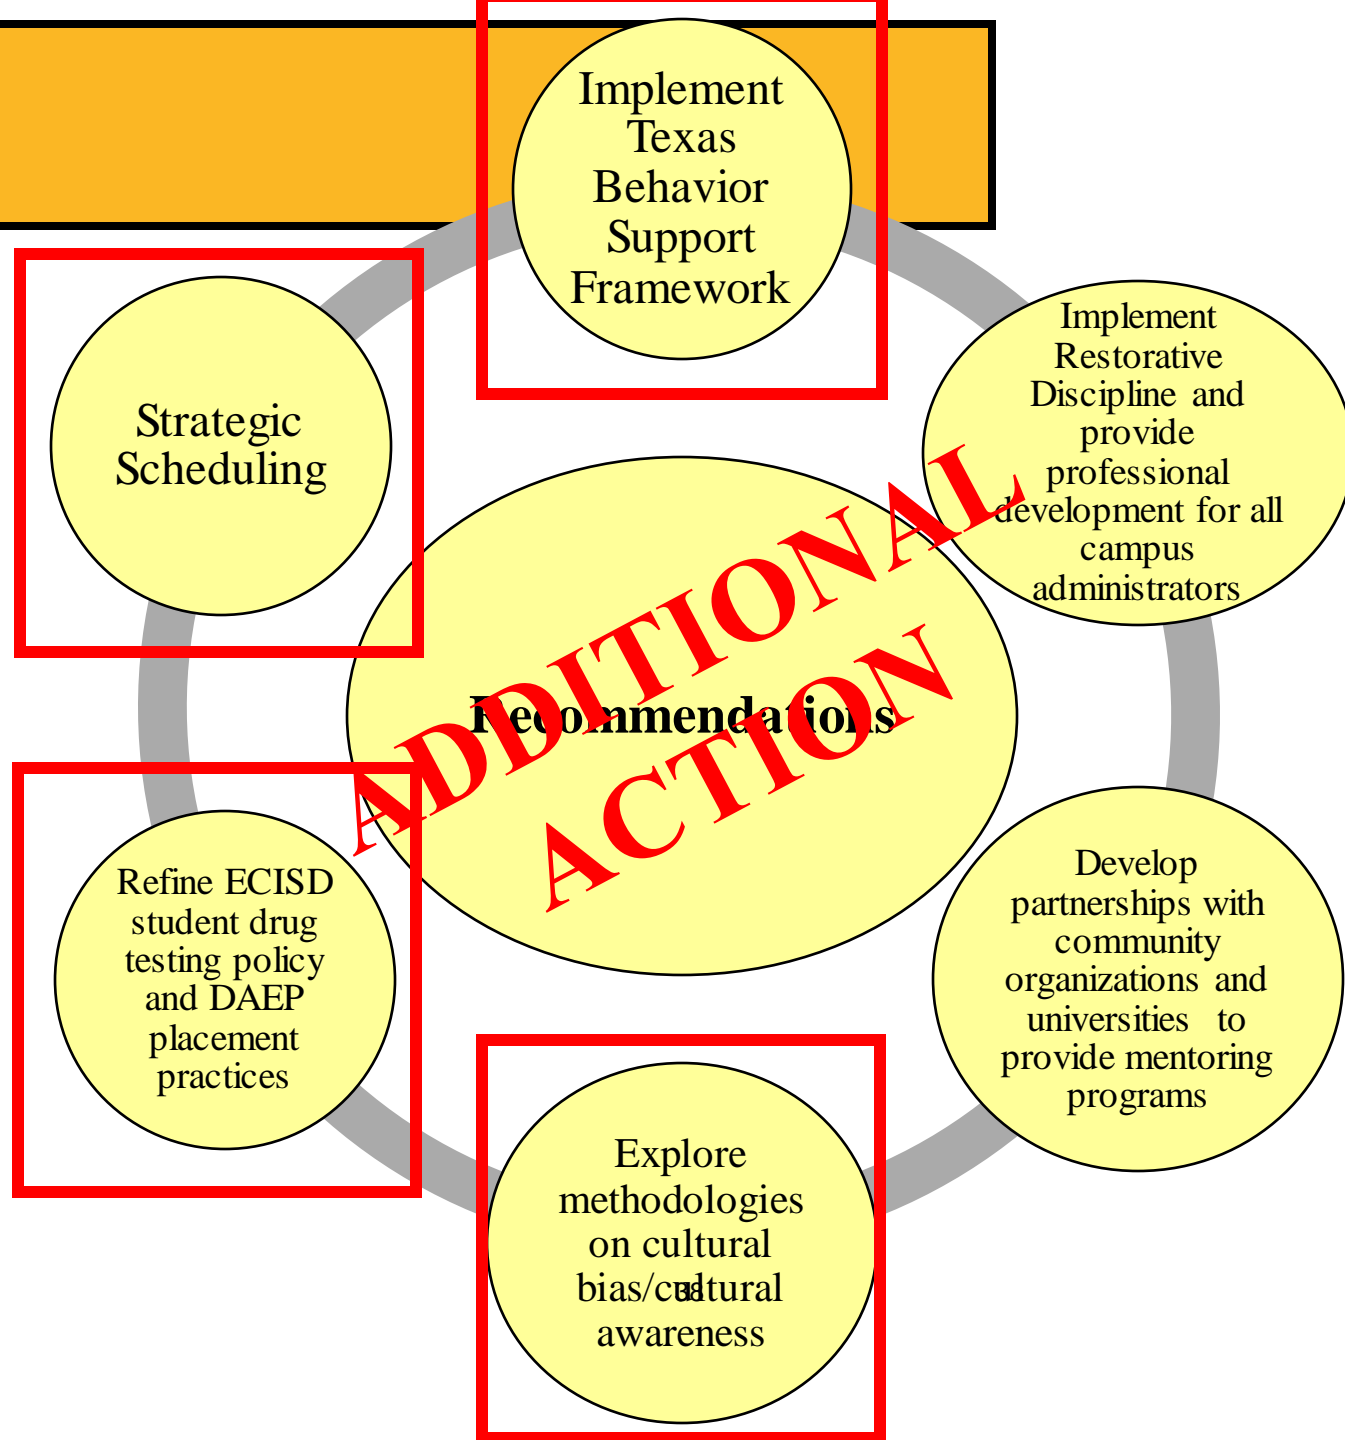 Implement
Texas
Behavior
Support
Framework
Implement
Restorative
Discipline and
provide
professional
development for all
campus
administrators
Strategic
Scheduling
Recommendations
ADDITIONAL
ACTION
Develop
partnerships with
community
organizations and
universities to
provide mentoring
programs
Refine ECISD
student drug
testing policy
and DAEP
placement
practices
Explore
methodologies
on cultural
bias/cultural
awareness
38